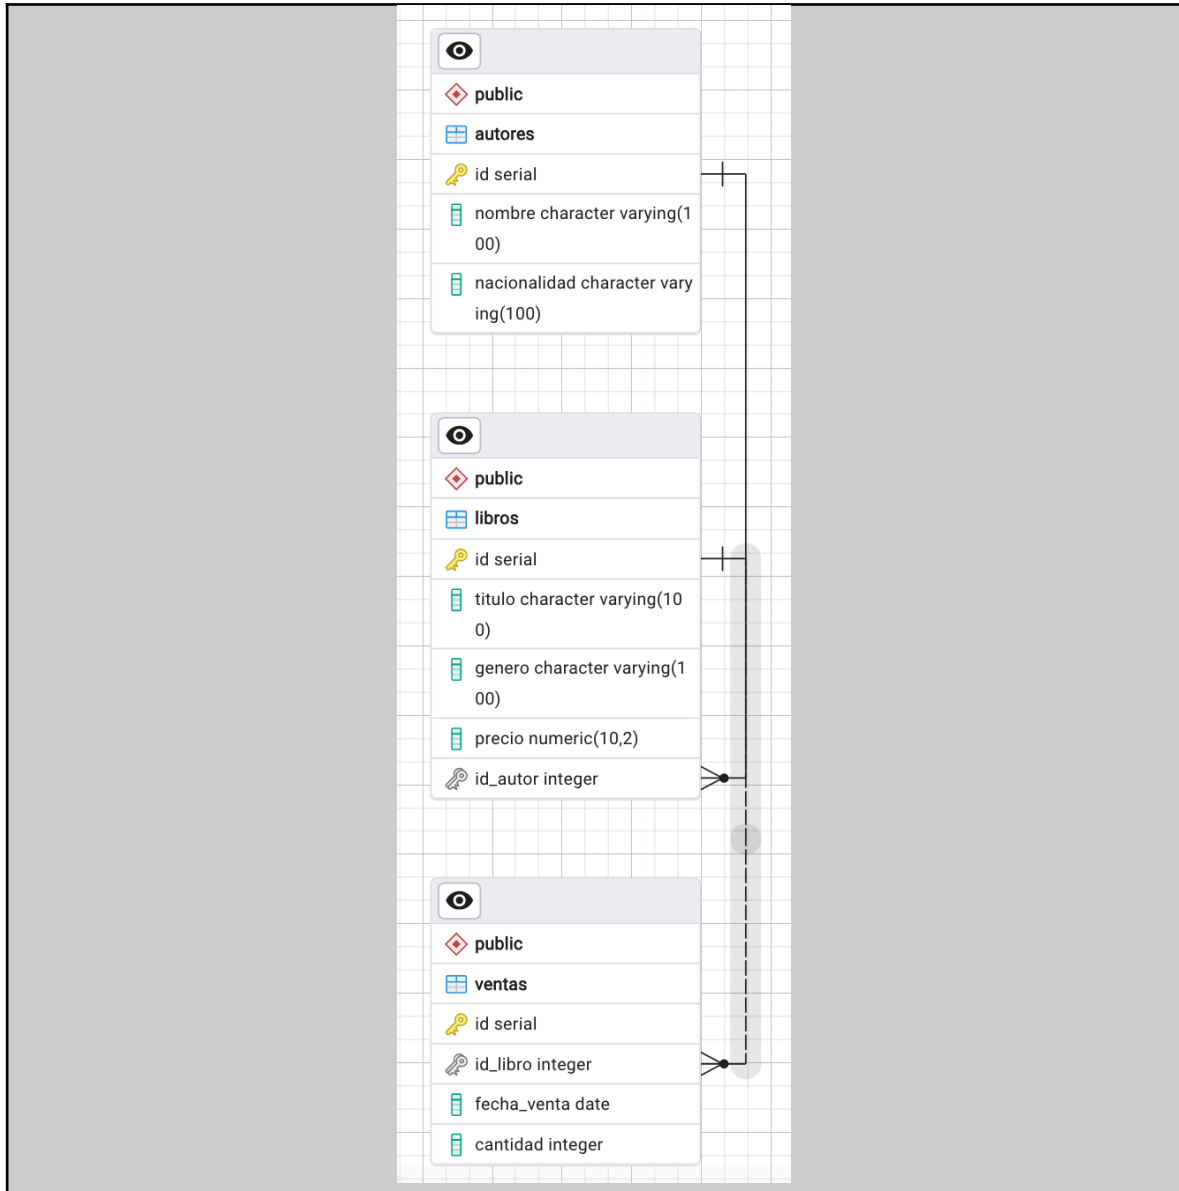 public
autores
id serial
nombre character varying(1
00)
nacionalidad character vary
ing(100)
public
libros
id serial
titulo character varying(10
0)
genero character varying(1
00)
precio numeric(10,2)
id_autor integer
public
ventas
id serial
id_libro integer
fecha_venta date
cantidad integer